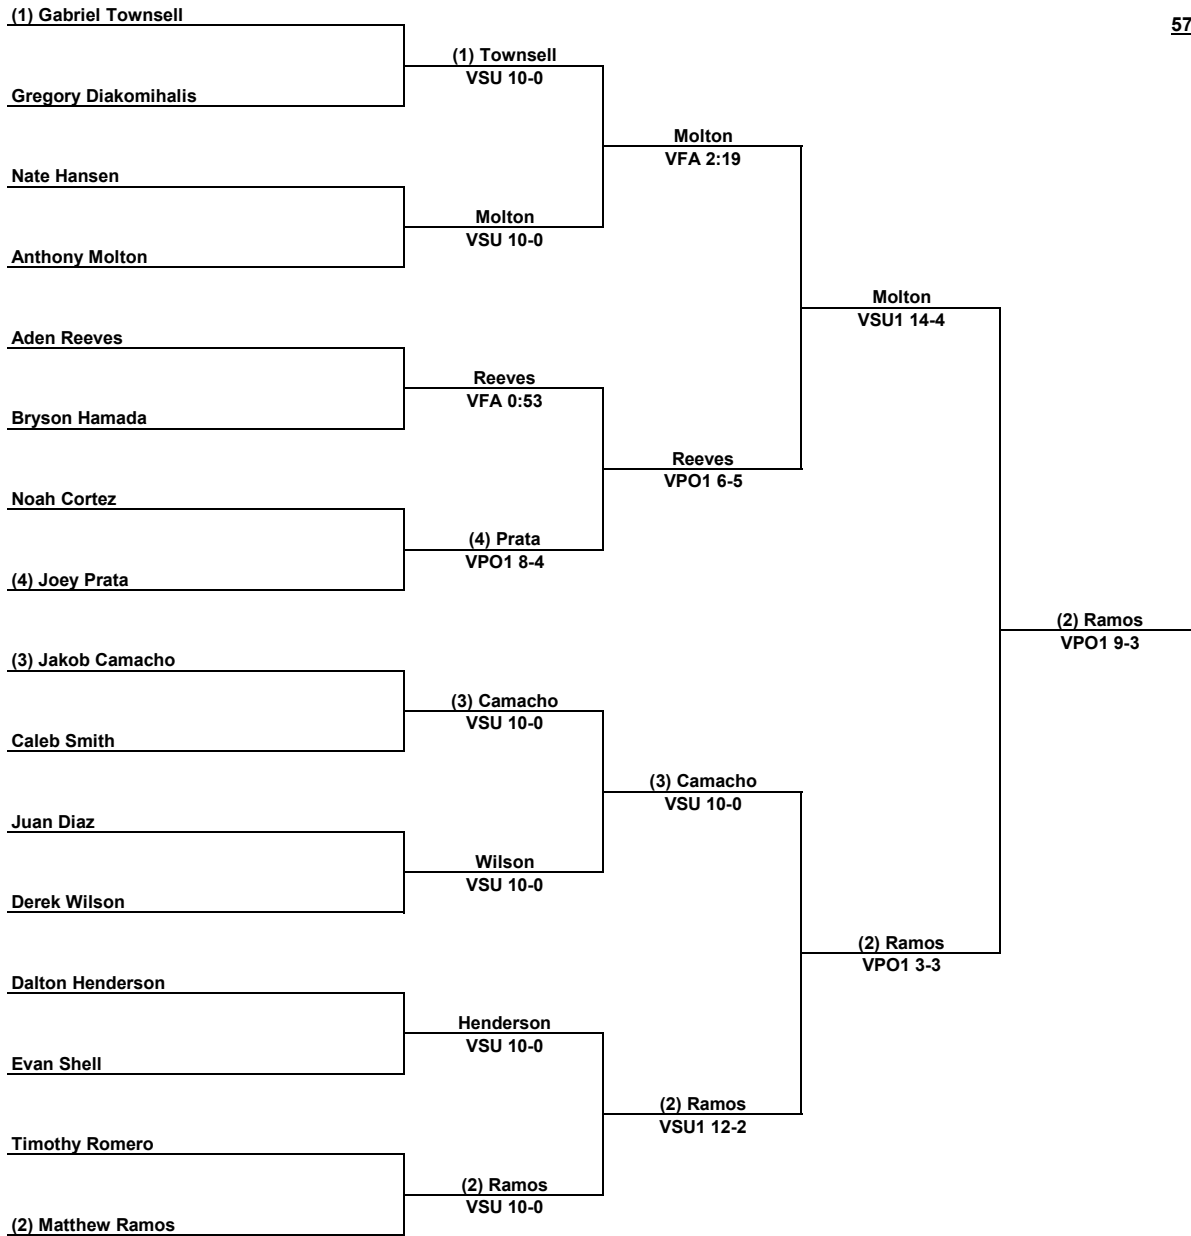 (1) Gabriel Townsell
57
(1) Townsell
VSU 10-0
Gregory Diakomihalis
Molton
VFA 2:19
Nate Hansen
Molton
VSU 10-0
Anthony Molton
Molton
VSU1 14-4
Aden Reeves
Reeves
VFA 0:53
Bryson Hamada
Reeves
VPO1 6-5
Noah Cortez
(4) Prata
VPO1 8-4
(4) Joey Prata
(2) Ramos
VPO1 9-3
(3) Jakob Camacho
(3) Camacho
VSU 10-0
Caleb Smith
(3) Camacho
VSU 10-0
Juan Diaz
Wilson
VSU 10-0
Derek Wilson
(2) Ramos
VPO1 3-3
Dalton Henderson
Henderson
VSU 10-0
Evan Shell
(2) Ramos
VSU1 12-2
Timothy Romero
(2) Ramos
VSU 10-0
(2) Matthew Ramos